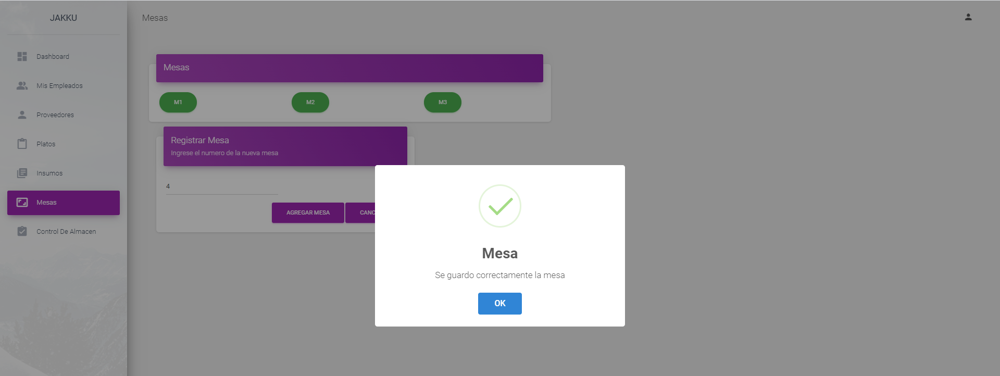 JAKKU
Mesas
Dashboard
Mis Empleados
Proveedores
Platos
Insumos
Mesas
Control De Almacen
Mesas
M1 M2 M3
Registrar Mesa
Ingrese el numero de la nueva mesa
4
AGREGAR MESA
Mesa
Se guardo correctamente la mesa
OK